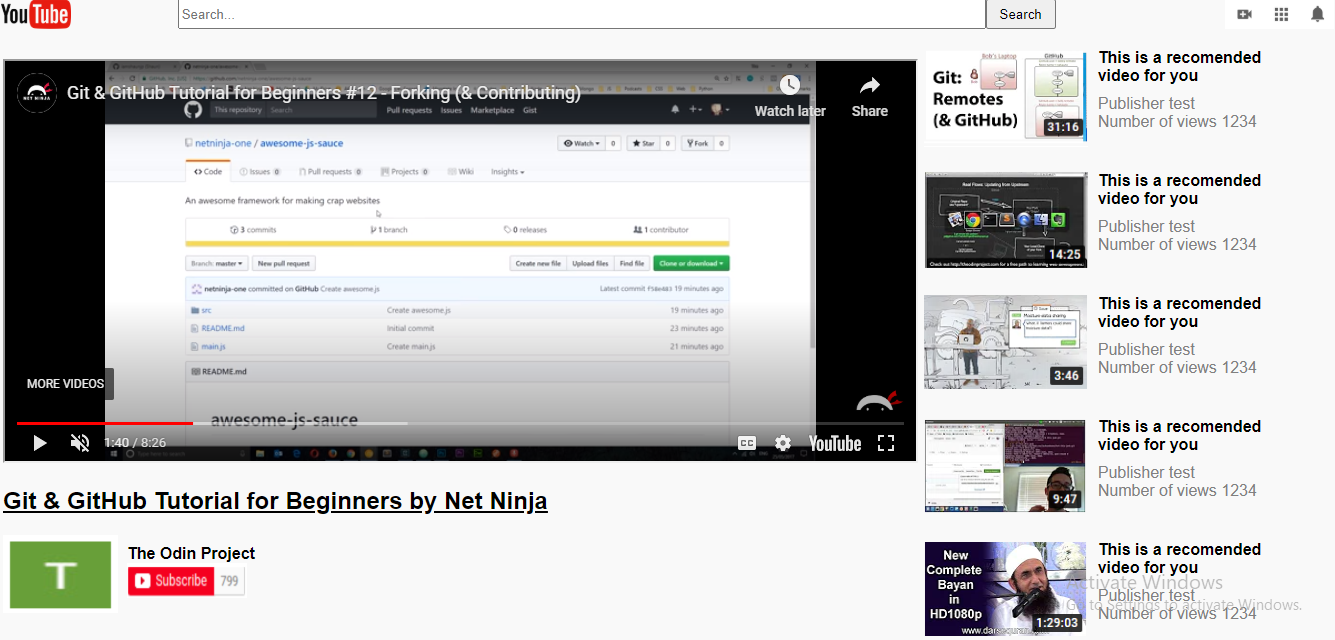 YouTube
Search...
Search
NET NINJA
Git & GitHub Tutorial for Beginners #12 - Forking (& Contributing)
Watch later
Share
This repository
Search
Pull requests Issues Marketplace Gist
netninja-one / awesome-js-sauce
Watch 0
Star 0
Fork 0
Code
Issues 0
Pull requests 0
Projects 0
Wiki
Insights
An awesome framework for making crap websites
3 commits
1 branch
0 releases
1 contributor
Branch: master
New pull request
Create new file
Upload files
Find file
Clone or download
netninja-one committed on GitHub Create awesome.js
Latest commit f58e483 19 minutes ago
src
Create awesome.js
19 minutes ago
README.md
Initial commit
23 minutes ago
main.js
Create main.js
21 minutes ago
README.md
awesome-js-sauce
MORE VIDEOS
1:40 / 8:26
CC
YouTube
Git & GitHub Tutorial for Beginners by Net Ninja
T
The Odin Project
Subscribe 799
Bob's Laptop
GitHub
Git:
Remotes
(& GitHub)
31:16
This is a recomended
video for you
Publisher test
Number of views 1234
Real Flows: Updating from Upstream
14:25
This is a recomended
video for you
Publisher test
Number of views 1234
Moisture data sharing
3:46
This is a recomended
video for you
Publisher test
Number of views 1234
9:47
This is a recomended
video for you
Publisher test
Number of views 1234
New
Complete
Bayan
in
HD1080p
1:29:03
This is a recomended
video for you
Publisher test
Number of views 1234
Activate Windows
Go to Settings to activate Windows.